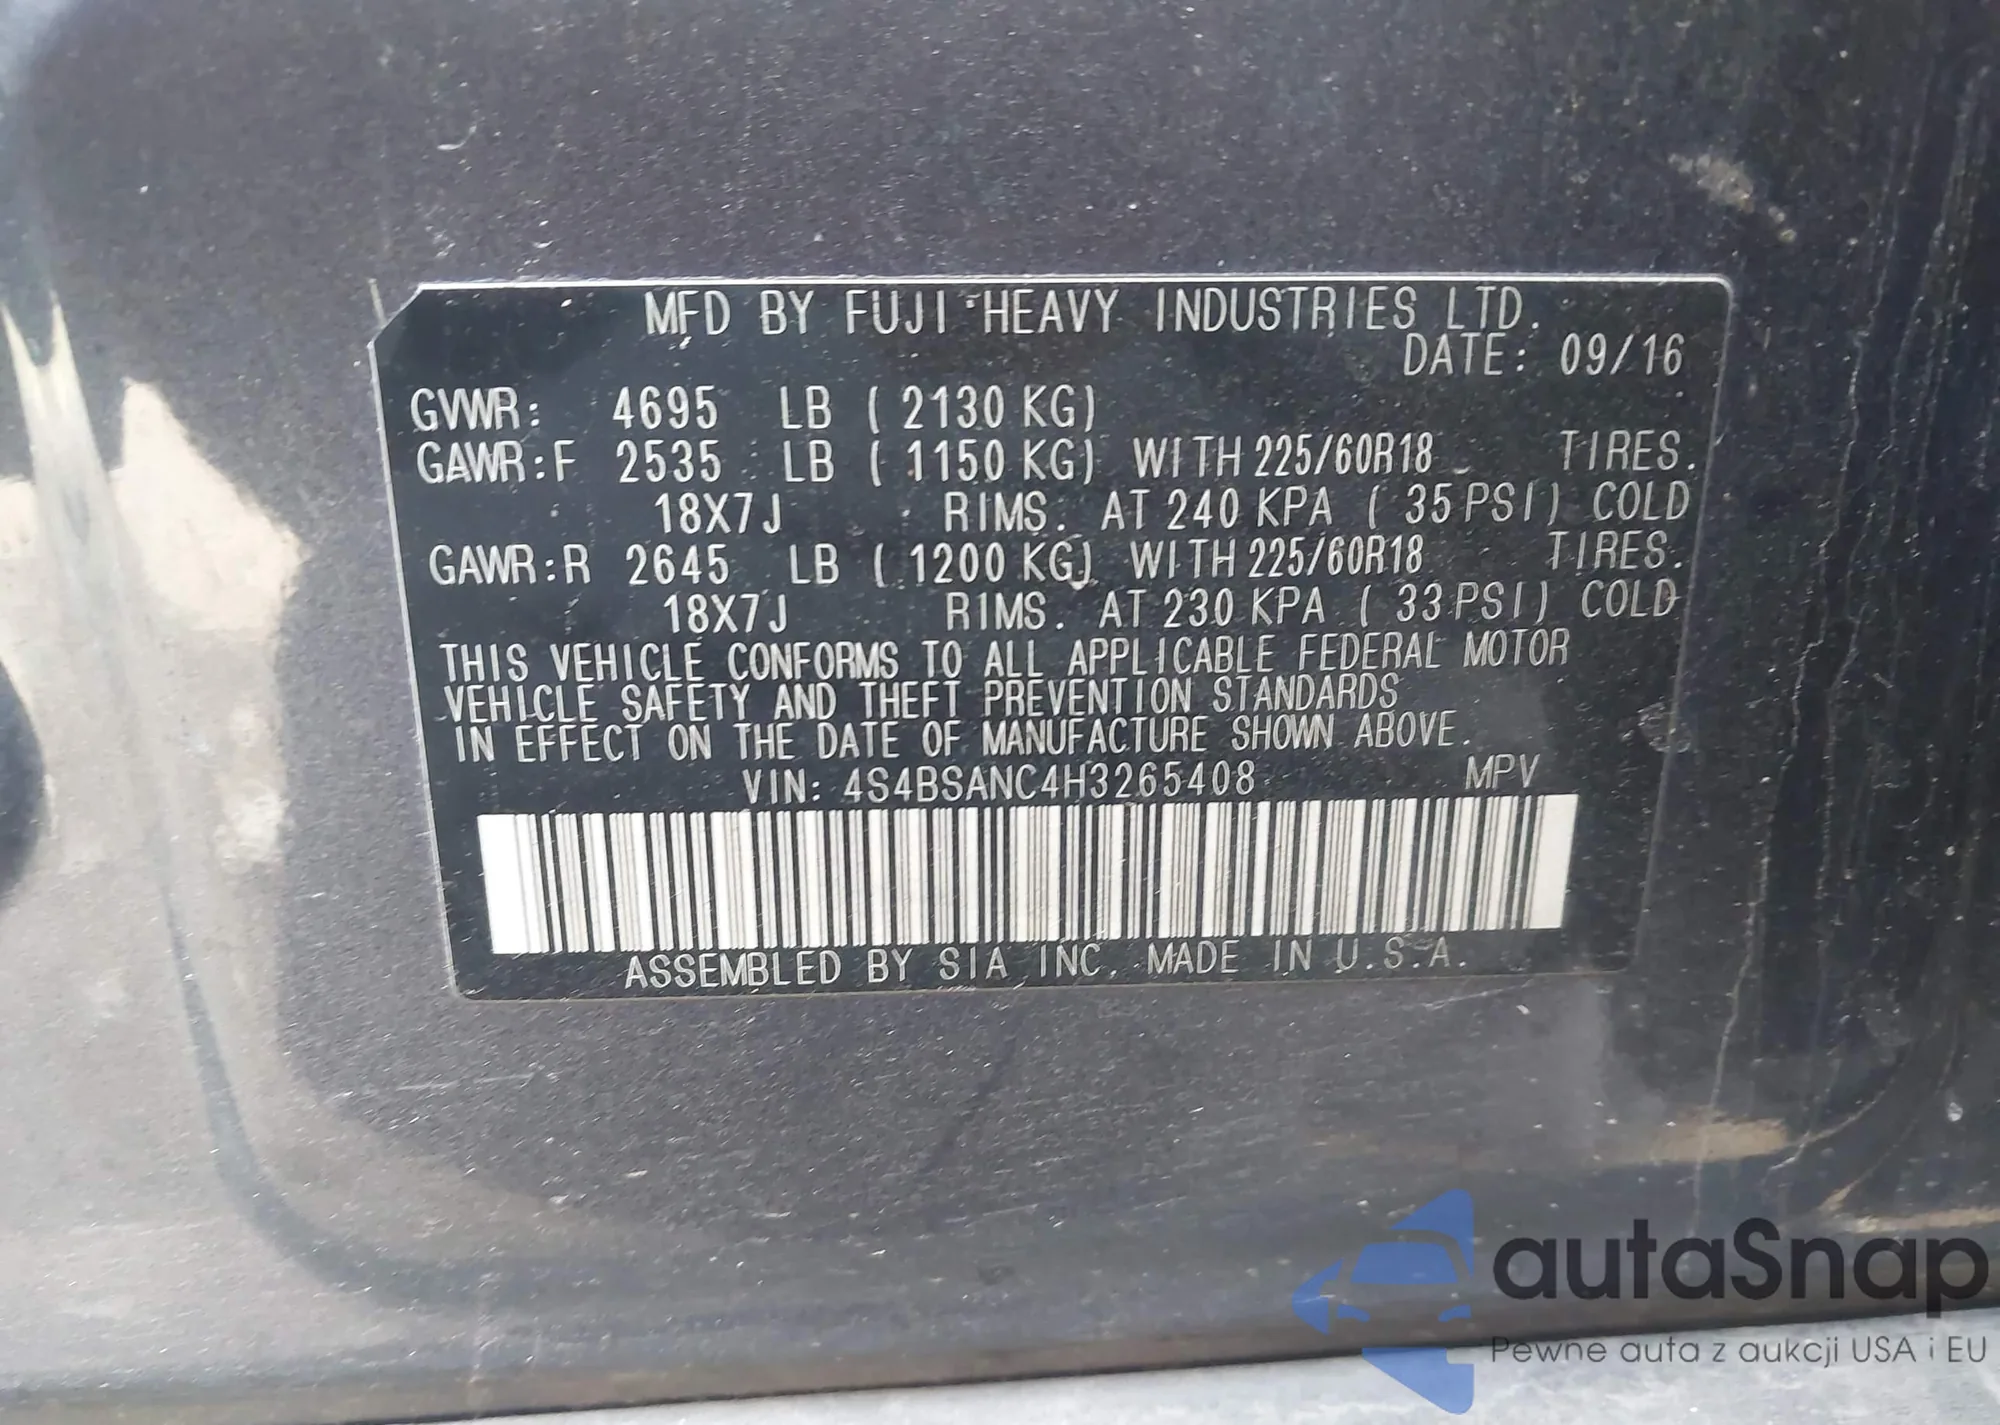 MFD BY FUJI HEAVY INDUSTRIES LTD.
DATE: 09/16
GVWR: 4695 LB ( 2130 KG)
GAWR:F 2535 LB ( 1150 KG) WITH 225/60R18 TIRES.
18X7J RIMS. AT 240 KPA ( 35 PSI) COLD
GAWR:R 2645 LB ( 1200 KG) WITH 225/60R18 TIRES.
18X7J RIMS. AT 230 KPA ( 33 PSI) COLD
THIS VEHICLE CONFORMS TO ALL APPLICABLE FEDERAL MOTOR
VEHICLE SAFETY AND THEFT PREVENTION STANDARDS
IN EFFECT ON THE DATE OF MANUFACTURE SHOWN ABOVE.
VIN: 4S4BSANC4H3265408 MPV
ASSEMBLED BY SIA INC. MADE IN U.S.A.
autaSnap
Pewne auta z aukcji USA i EU